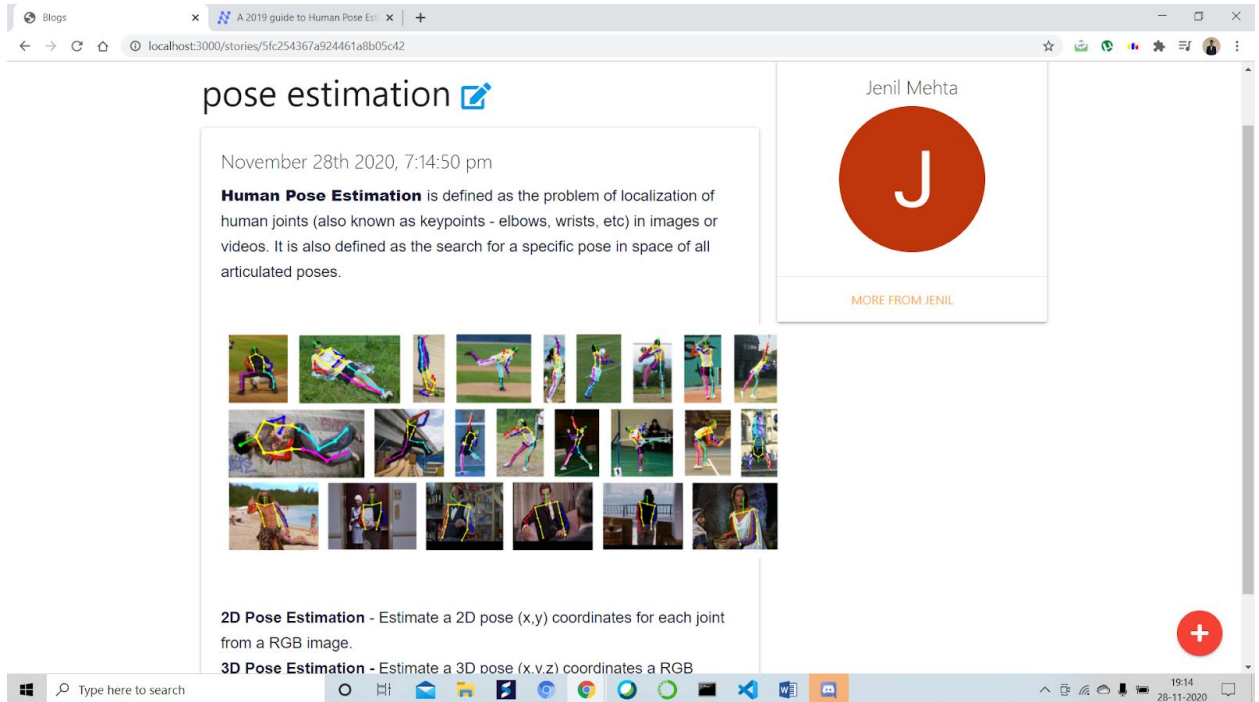 Blogs
A 2019 guide to Human Pose Est
localhost:3000/stories/5fc254367a924461a8b05c42
pose estimation
November 28th 2020, 7:14:50 pm
Human Pose Estimation is defined as the problem of localization of
human joints (also known as keypoints - elbows, wrists, etc) in images or
videos. It is also defined as the search for a specific pose in space of all
articulated poses.
2D Pose Estimation - Estimate a 2D pose (x,y) coordinates for each joint
from a RGB image.
3D Pose Estimation - Estimate a 3D pose (x,y,z) coordinates a RGB
Jenil Mehta
J
MORE FROM JENIL
+
Type here to search
19:14
28-11-2020